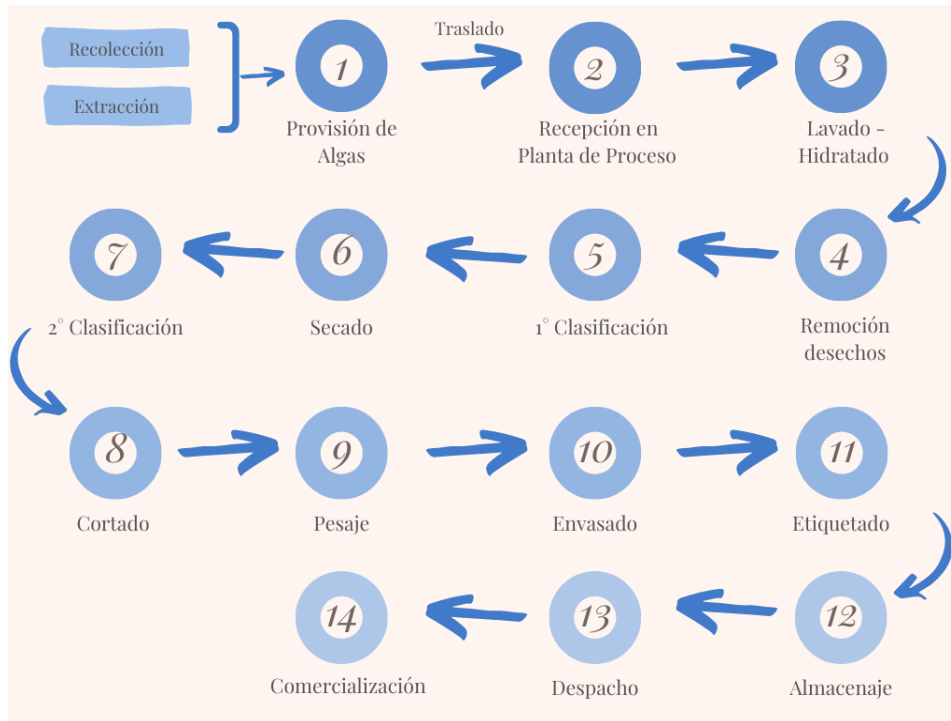 Recolección
Extracción
1
Provisión de
Algas
Traslado
2
Recepción en
Planta de Proceso
3
Lavado -
Hidratado
4
Remoción
desechos
5
1° Clasificación
6
Secado
7
2° Clasificación
8
Cortado
9
Pesaje
10
Envasado
11
Etiquetado
12
Almacenaje
13
Despacho
14
Comercialización